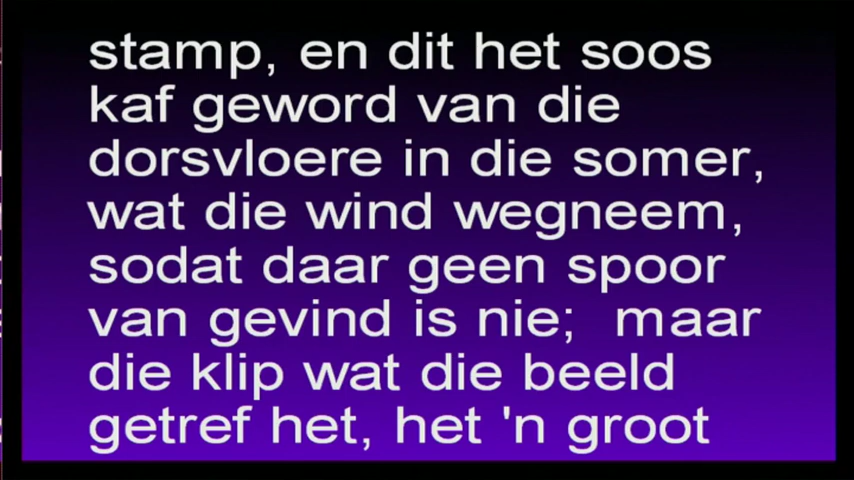 stamp, en dit het soos
kaf geword van die
dorsvloere in die somer,
wat die wind wegneem,
sodat daar geen spoor
van gevind is nie;  maar
die klip wat die beeld
getref het, het 'n groot